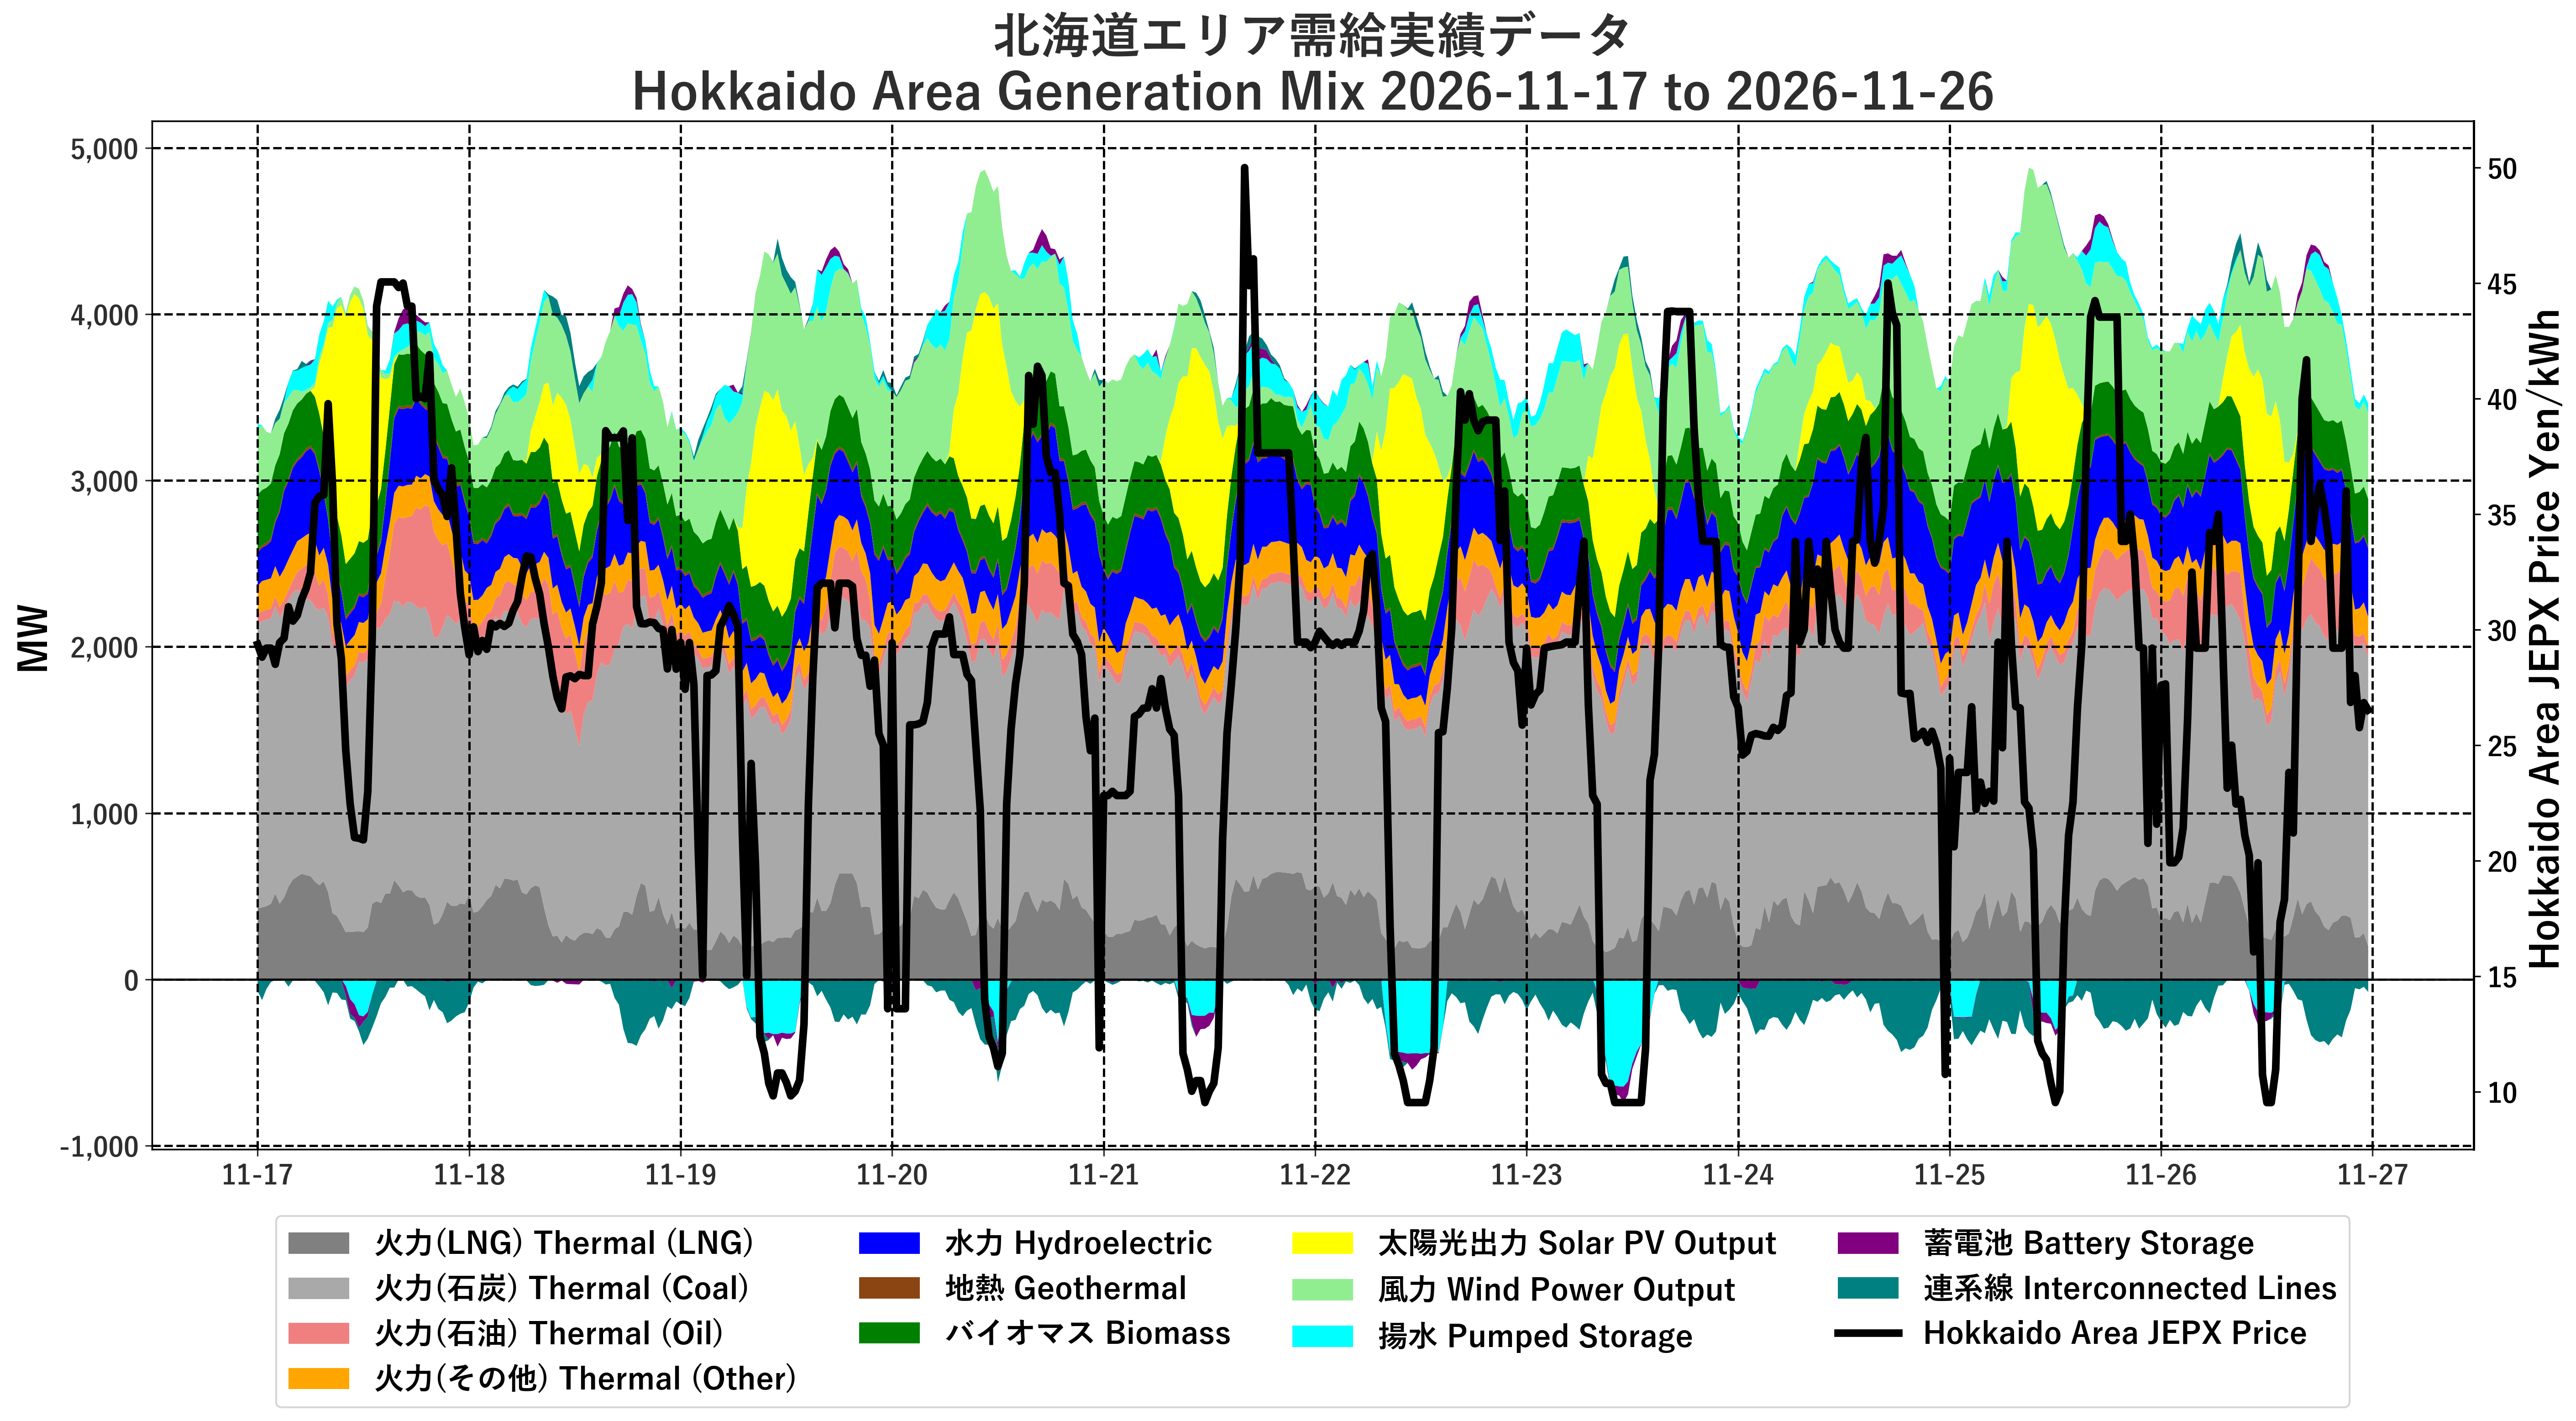 北海道エリア需給実績データ
Hokkaido Area Generation Mix 2026-11-17 to 2026-11-26
MW
5,000
4,000
3,000
2,000
1,000
0
-1,000
50
45
40
35
30
25
20
15
10
Hokkaido Area JEPX Price Yen/kWh
11-17 11-18 11-19 11-20 11-21 11-22 11-23 11-24 11-25 11-26 11-27
火力(LNG) Thermal (LNG)
火力(石炭) Thermal (Coal)
火力(石油) Thermal (Oil)
火力(その他) Thermal (Other)
水力 Hydroelectric
地熱 Geothermal
バイオマス Biomass
太陽光出力 Solar PV Output
風力 Wind Power Output
揚水 Pumped Storage
蓄電池 Battery Storage
連系線 Interconnected Lines
Hokkaido Area JEPX Price